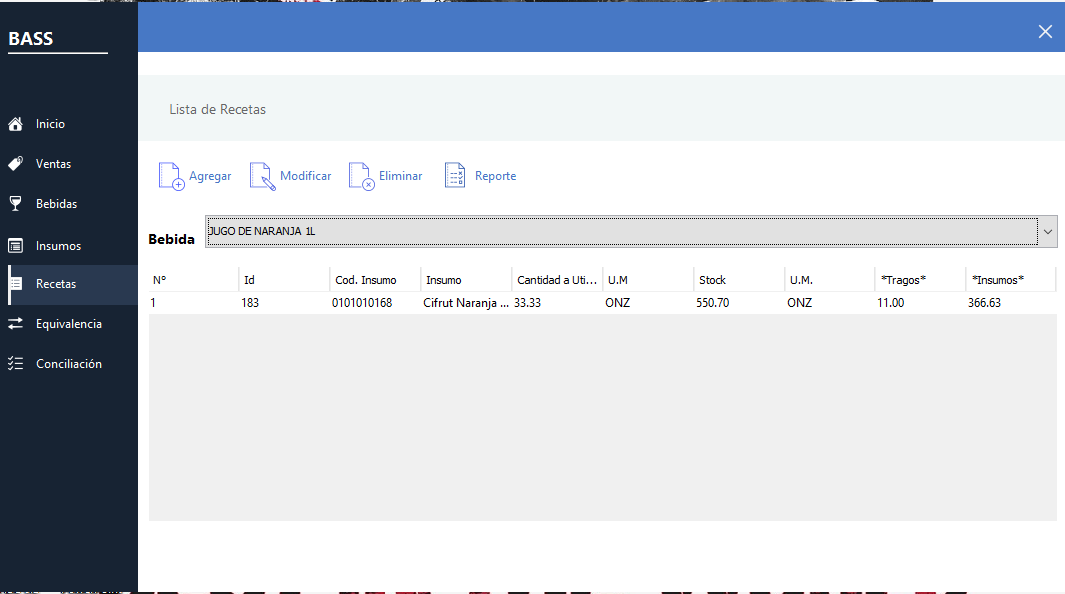 BASS
Inicio
Ventas
Bebidas
Insumos
Recetas
Equivalencia
Conciliación
Lista de Recetas
Agregar Modificar Eliminar Reporte
Bebida JUGO DE NARANJA 1L
Nº Id Cod. Insumo Insumo Cantidad a Uti... U.M Stock U.M. *Tragos* *Insumos*
1 183 0101010168 Cifrut Naranja ... 33.33 ONZ 550.70 ONZ 11.00 366.63